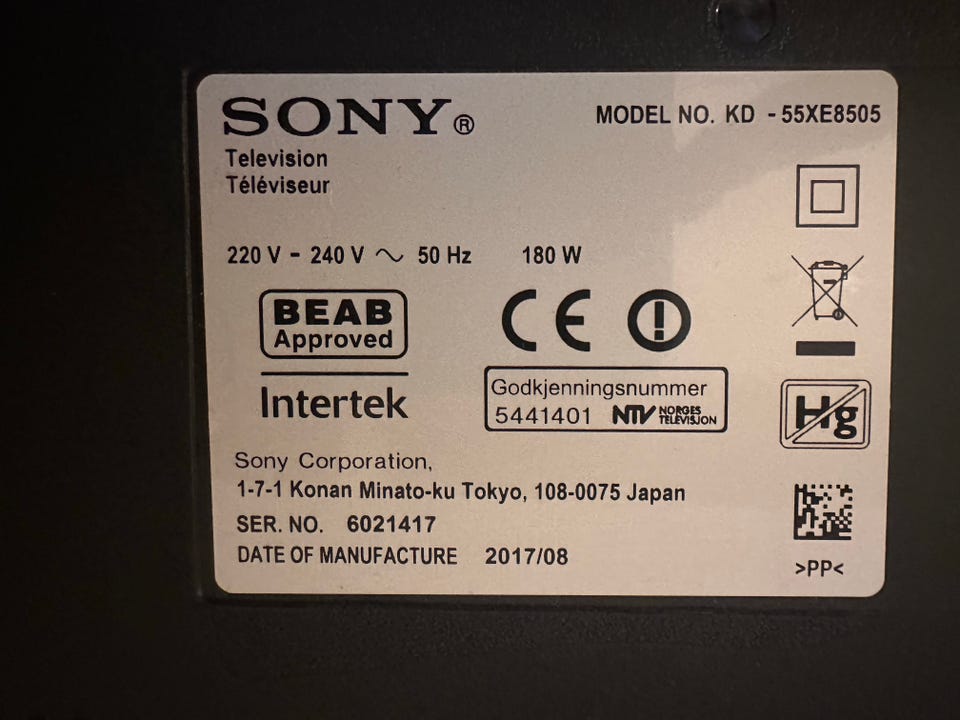 SONY®
MODEL NO. KD - 55XE8505
Television
Téléviseur
220 V - 240 V ~ 50 Hz 180 W
BEAB
Approved
Intertek
CE
Godkjenningsnummer
5441401 NTV NORGES
TELEVISJON
Hg
Sony Corporation,
1-7-1 Konan Minato-ku Tokyo, 108-0075 Japan
SER. NO. 6021417
DATE OF MANUFACTURE 2017/08
>PP<